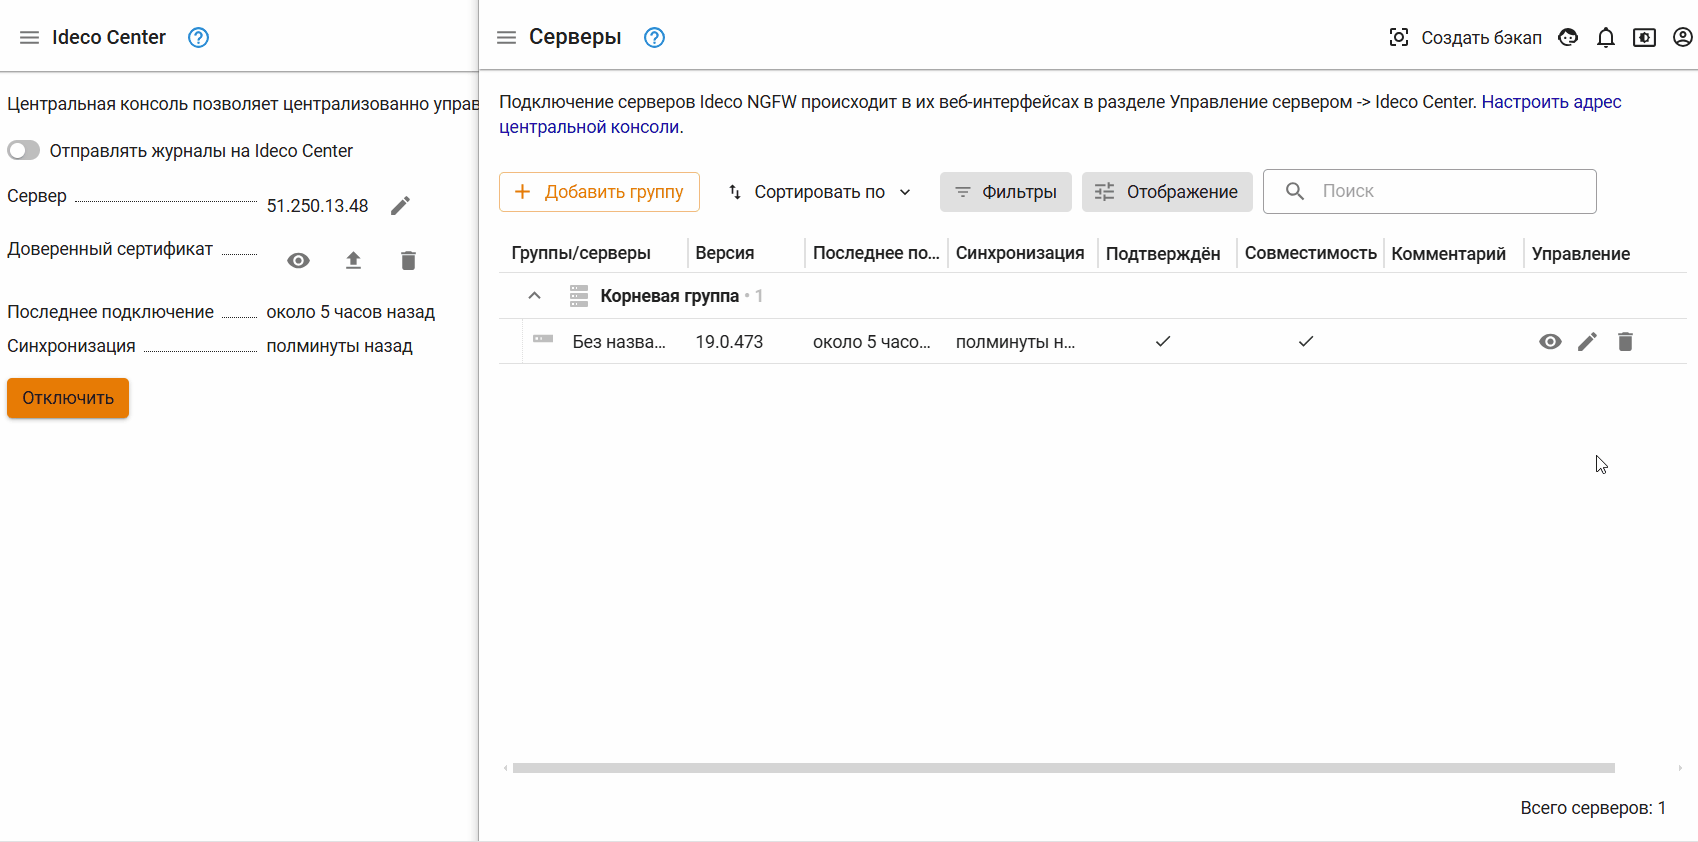 Ideco Center
Центральная консоль позволяет централизованно управ
Отправлять журналы на Ideco Center
Сервер 51.250.13.48
Доверенный сертификат
Последнее подключение около 5 часов назад
Синхронизация полминуты назад
Отключить
Серверы
Создать бэкап
Подключение серверов Ideco NGFW происходит в их веб-интерфейсах в разделе Управление сервером -> Ideco Center. Настроить адрес
центральной консоли.
Добавить группу Сортировать по Фильтры Отображение Поиск
Группы/серверы Версия Последнее по... Синхронизация Подтверждён Совместимость Комментарий Управление
Корневая группа • 1
Без назва... 19.0.473 около 5 часо... полминуты н...
Всего серверов: 1